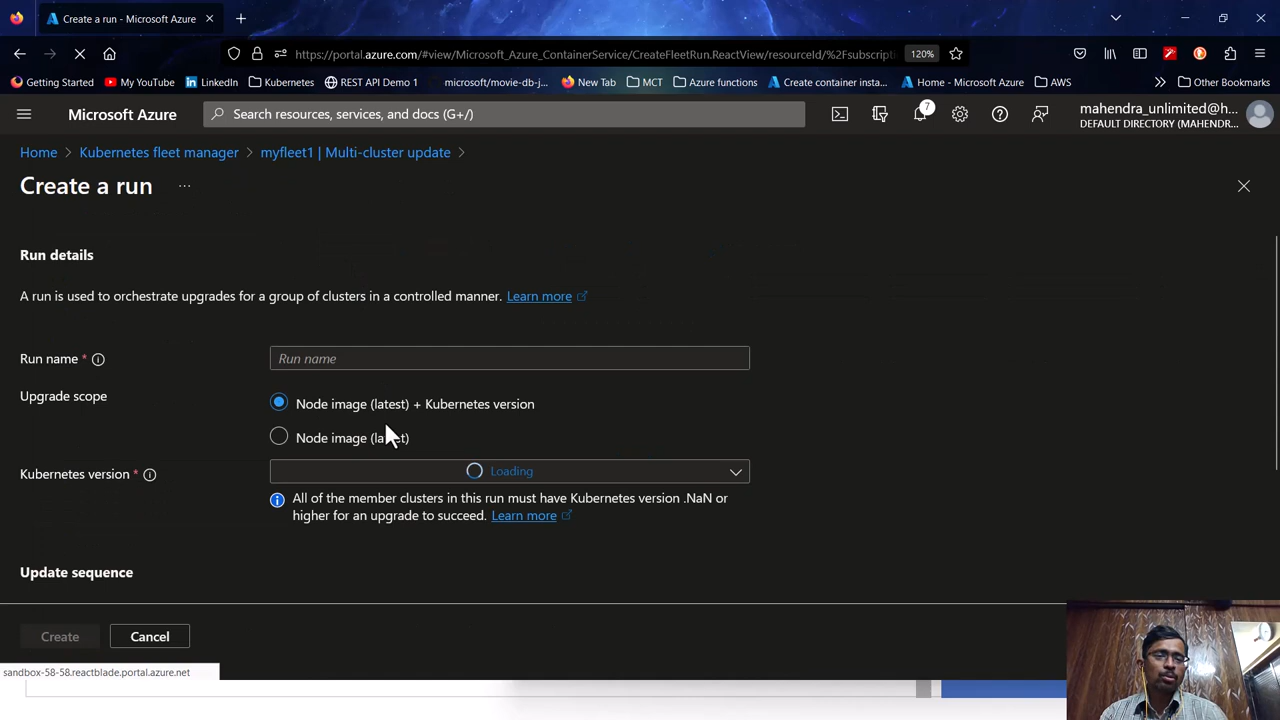 Create a run - Microsoft Azure
https://portal.azure.com/#view/Microsoft_Azure_ContainerService/CreateFleetRun.ReactView/resourceId/%2Fsubscript
120%
Getting Started
My YouTube
LinkedIn
Kubernetes
REST API Demo 1
microsoft/movie-db-j...
New Tab
MCT
Azure functions
Create container insta...
Home - Microsoft Azure
AWS
Other Bookmarks
Microsoft Azure
Search resources, services, and docs (G+/)
7
mahendra_unlimited@h...
DEFAULT DIRECTORY (MAHENDR...
Home > Kubernetes fleet manager > myfleet1 | Multi-cluster update >
Create a run ...
Run details
A run is used to orchestrate upgrades for a group of clusters in a controlled manner. Learn more
Run name *
Run name
Upgrade scope
Node image (latest) + Kubernetes version
Node image (latest)
Kubernetes version *
Loading
All of the member clusters in this run must have Kubernetes version .NaN or
higher for an upgrade to succeed. Learn more
Update sequence
Create
Cancel
sandbox-58-58.reactblade.portal.azure.net